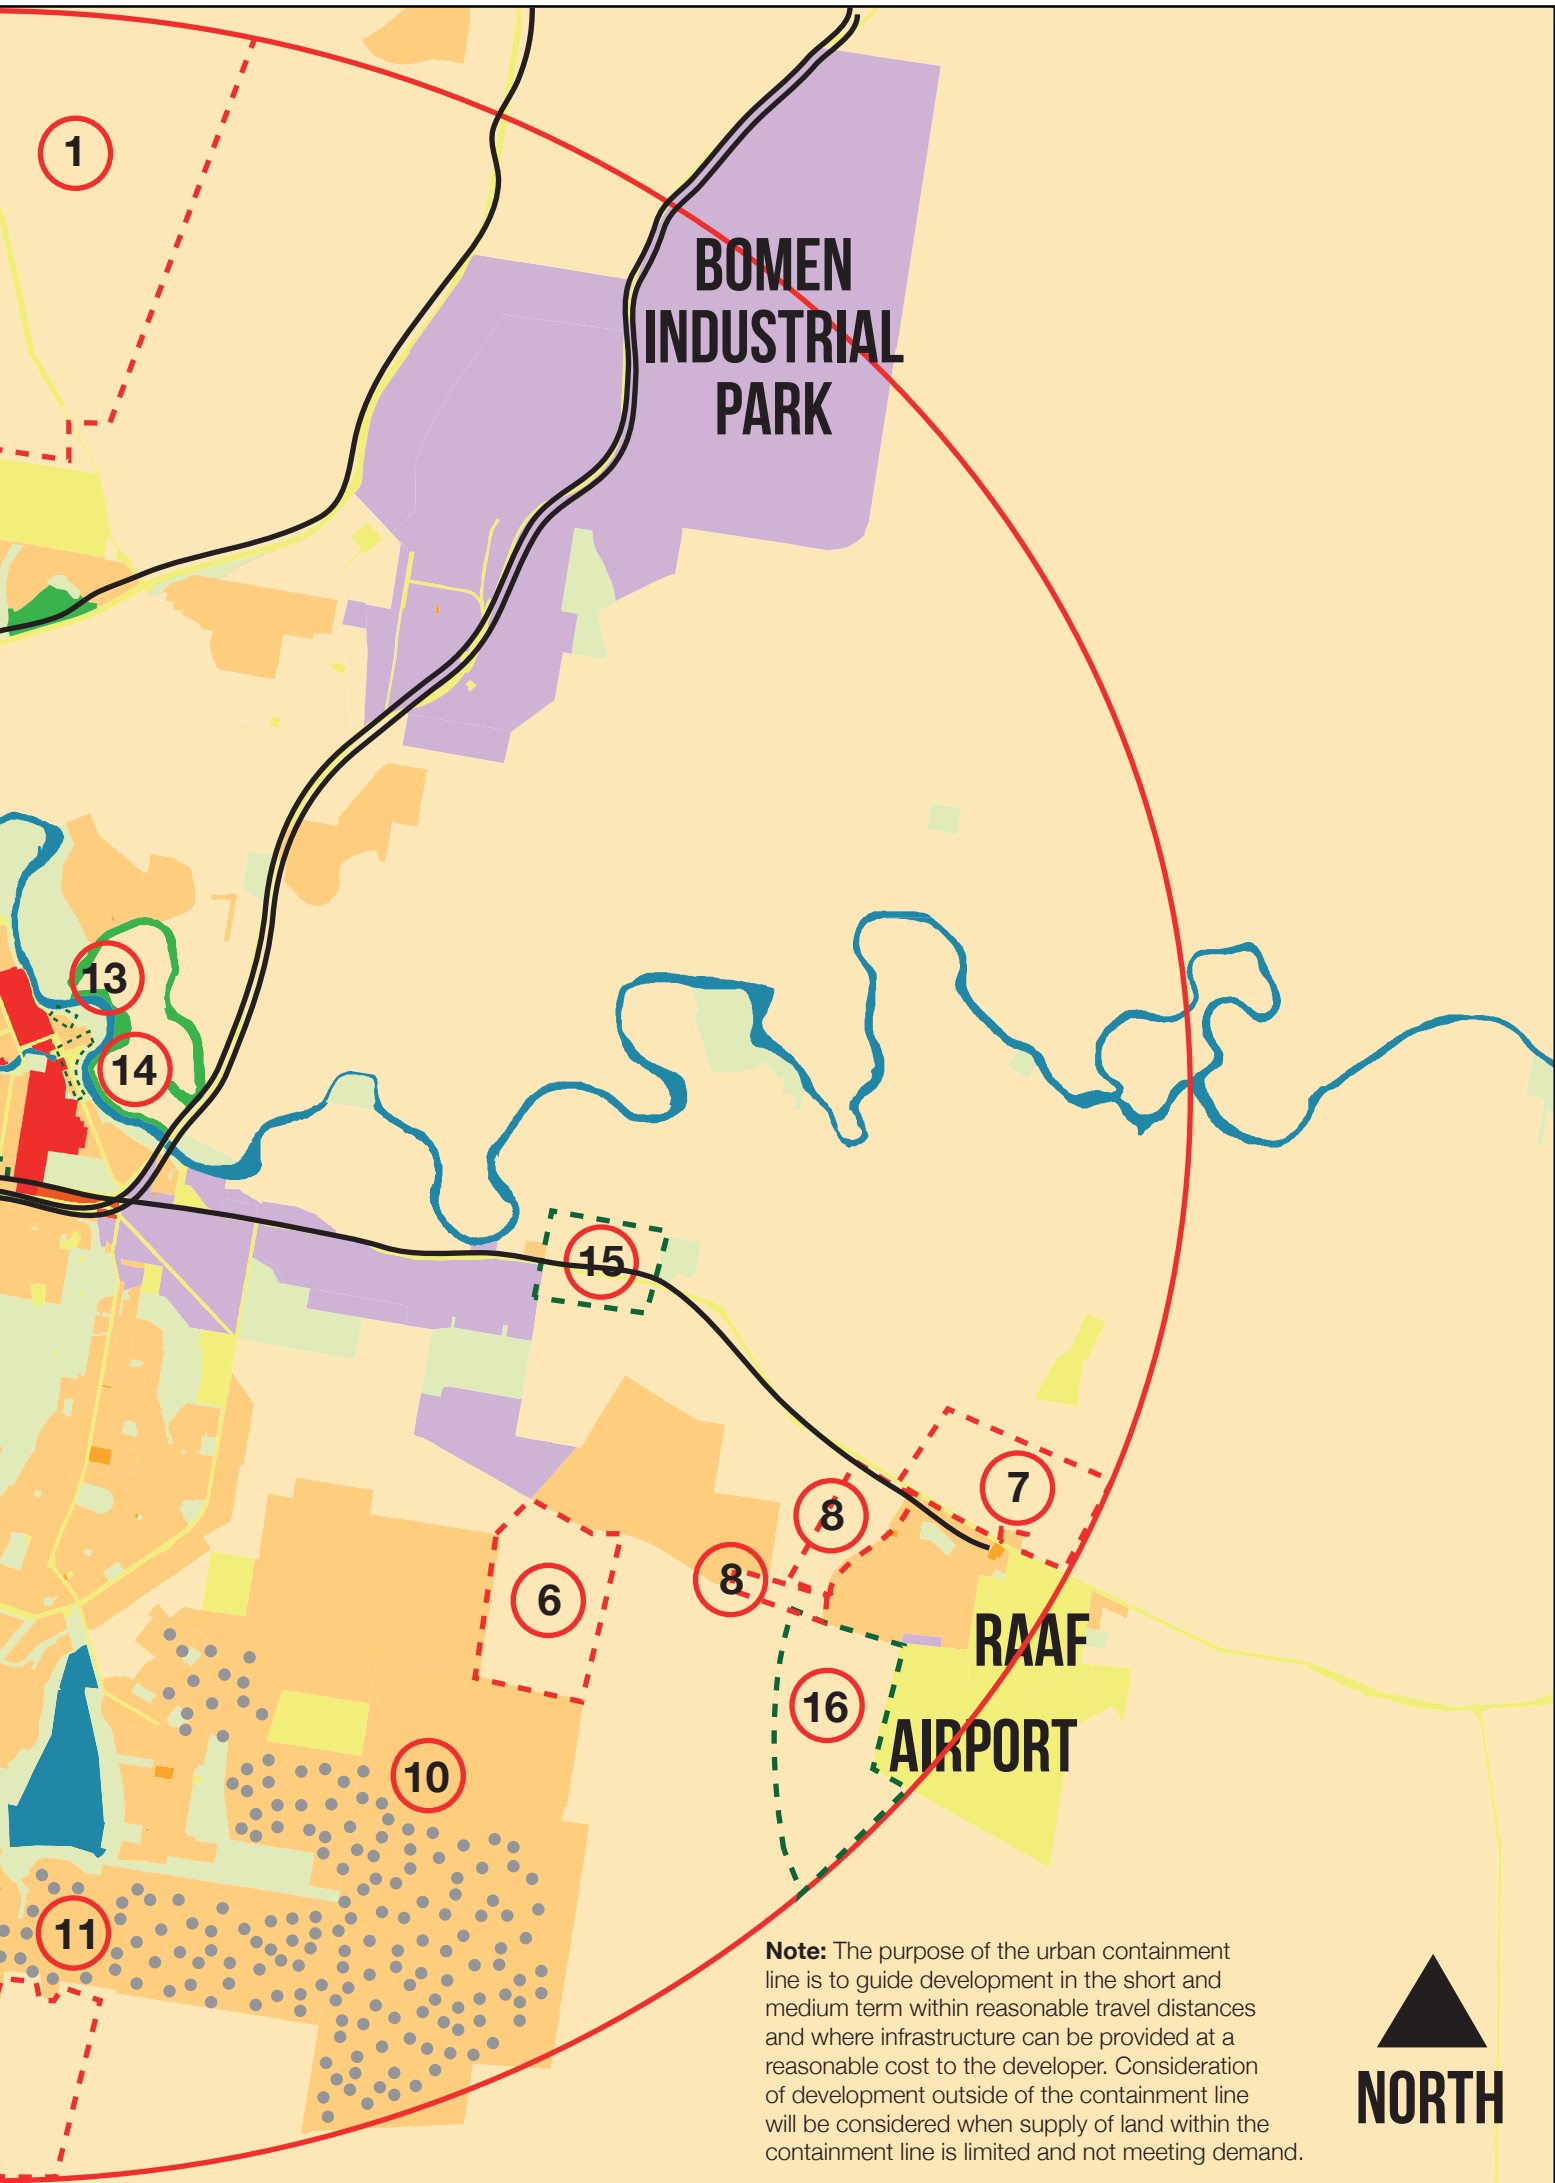 1
BOMEN
INDUSTRIAL
PARK
13
14
15
7
8
8
6
RAAF
16
AIRPORT
10
11
Note: The purpose of the urban containment
line is to guide development in the short and
medium term within reasonable travel distances
and where infrastructure can be provided at a
reasonable cost to the developer. Consideration
of development outside of the containment line
will be considered when supply of land within the
containment line is limited and not meeting demand.
NORTH